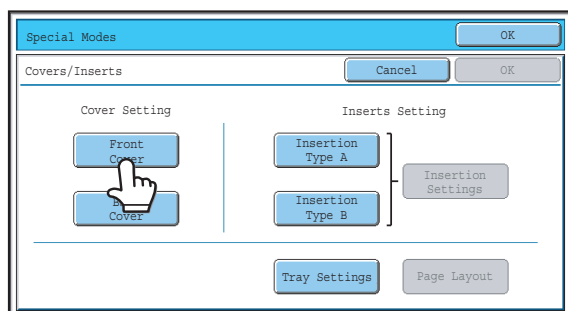 Special Modes
OK
Covers/Inserts
Cancel
OK
Cover Setting
Inserts Setting
Front
Cover
Insertion
Type A
Insertion
Settings
Cover
Insertion
Type B
Tray Settings
Page Layout